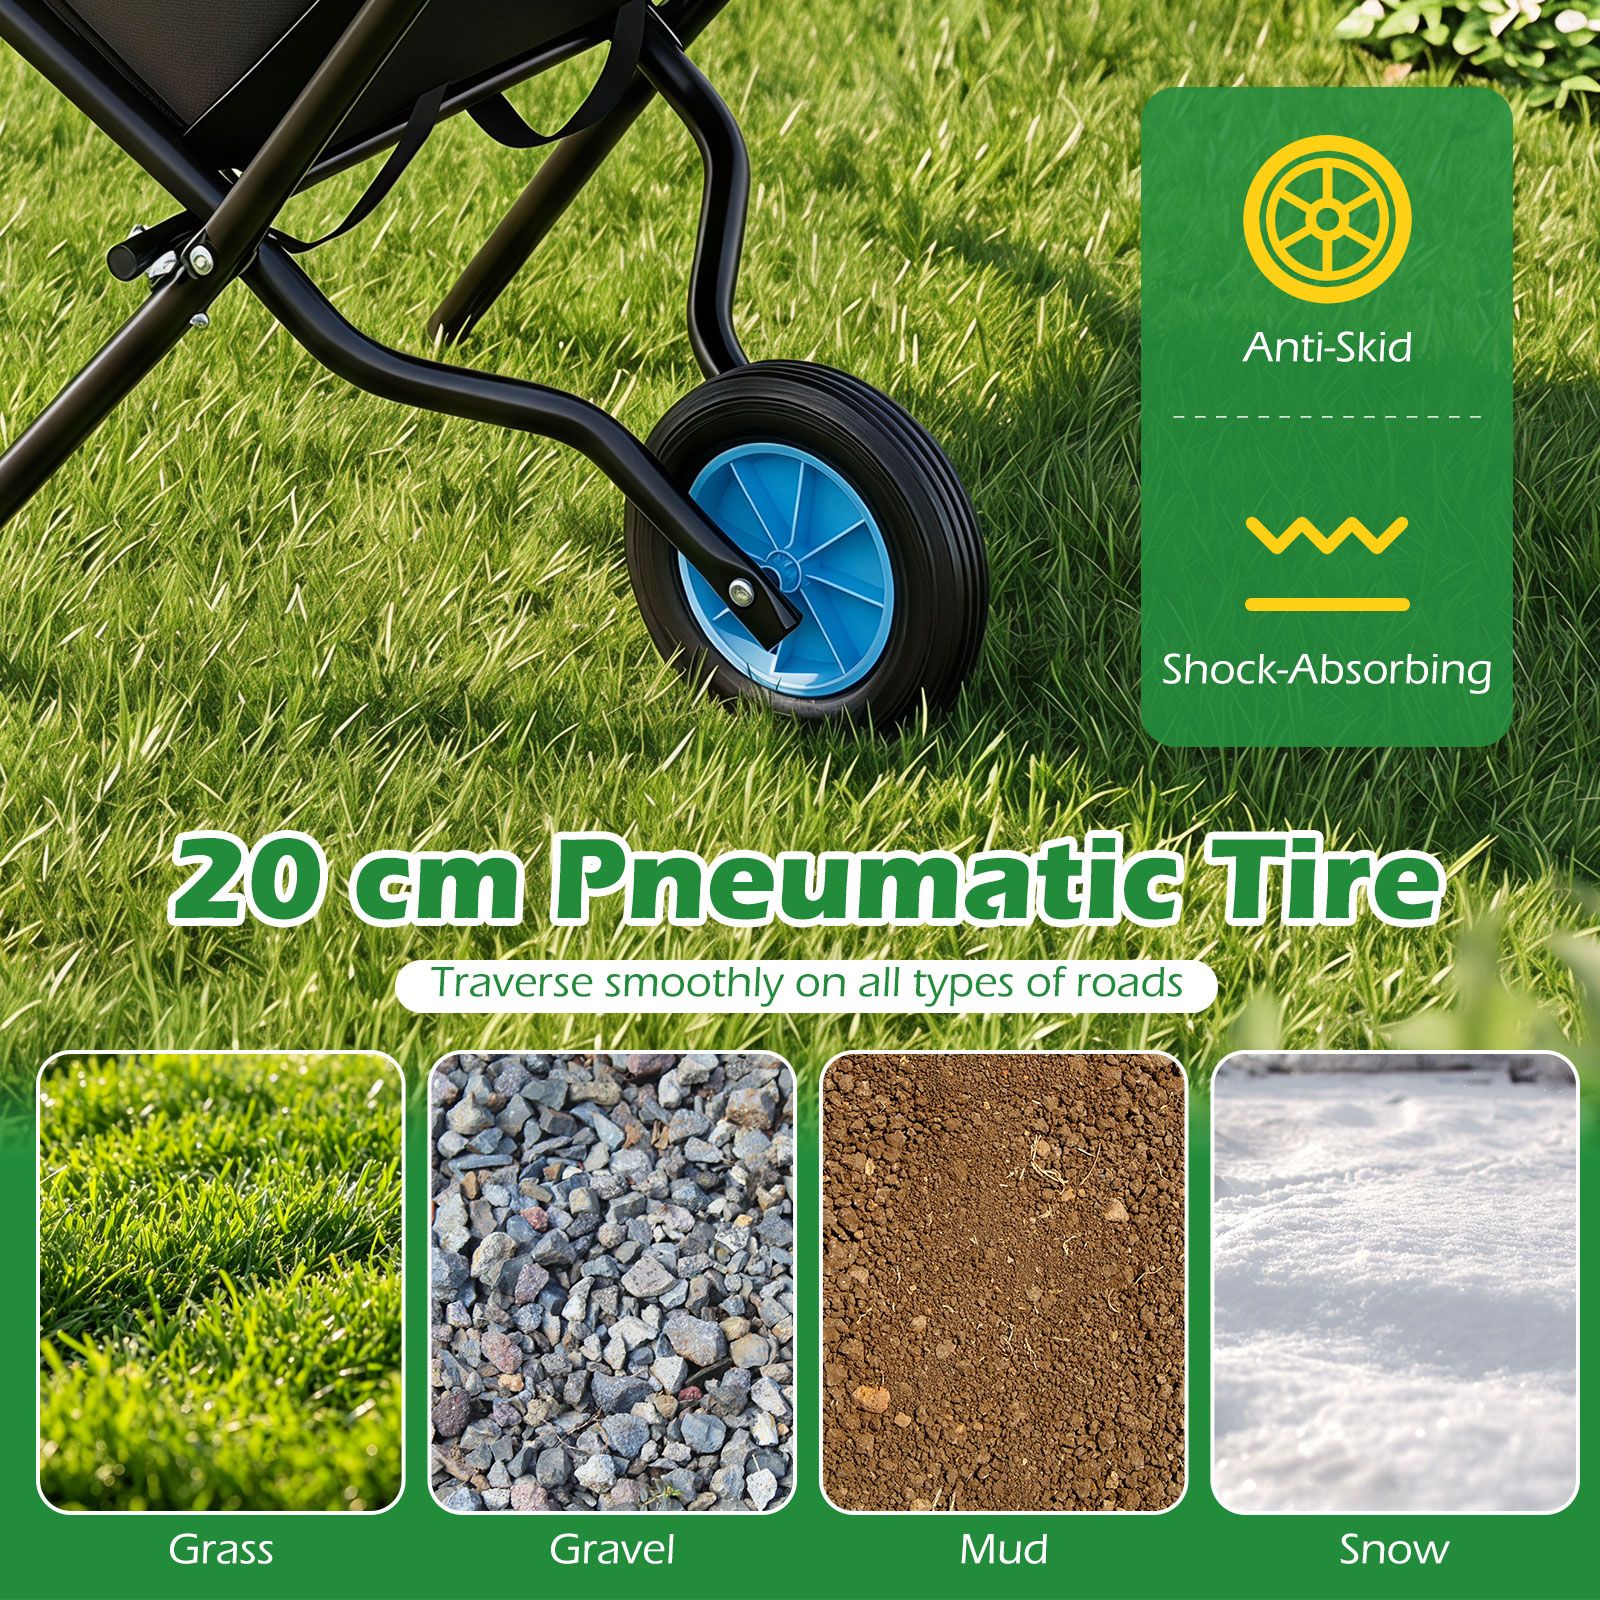 Anti-Skid
Shock-Absorbing
20 cm Pneumatic Tire
Traverse smoothly on all types of roads
Grass
Gravel
Mud
Snow